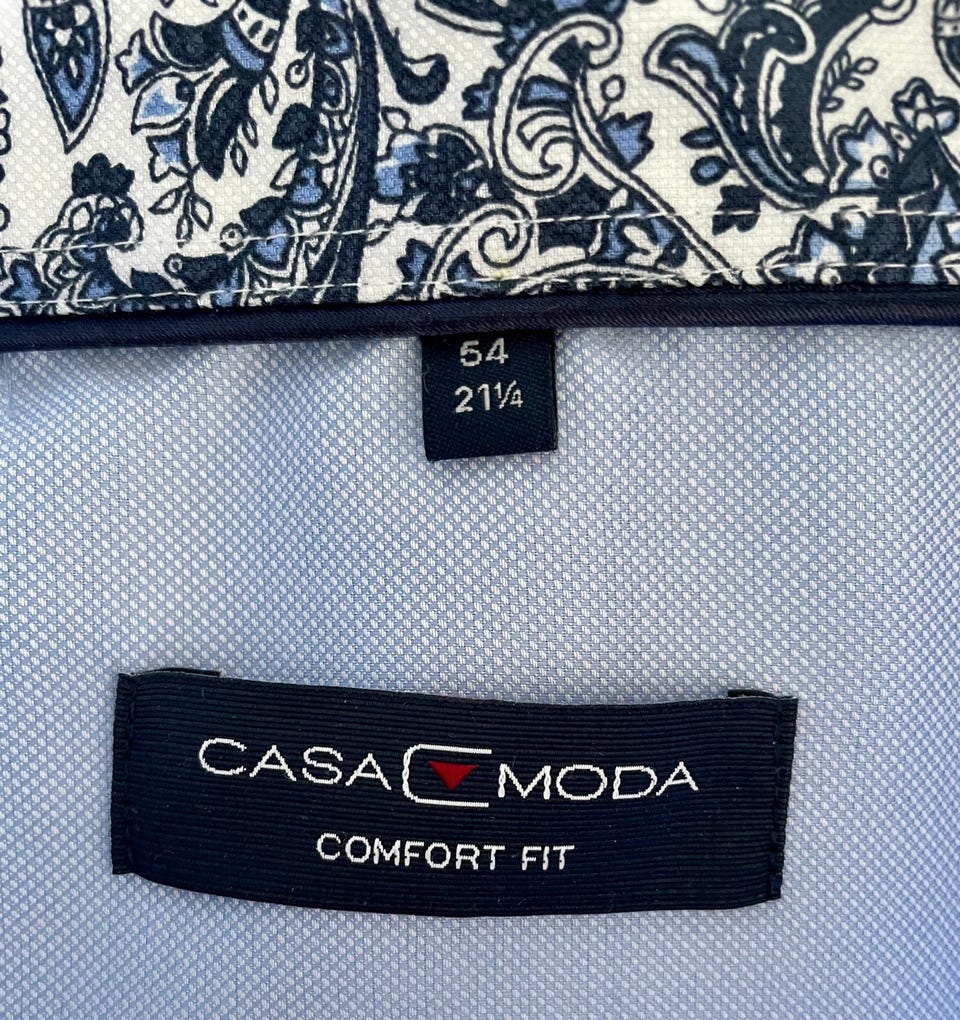 54
21¼
CASA MODA
COMFORT FIT